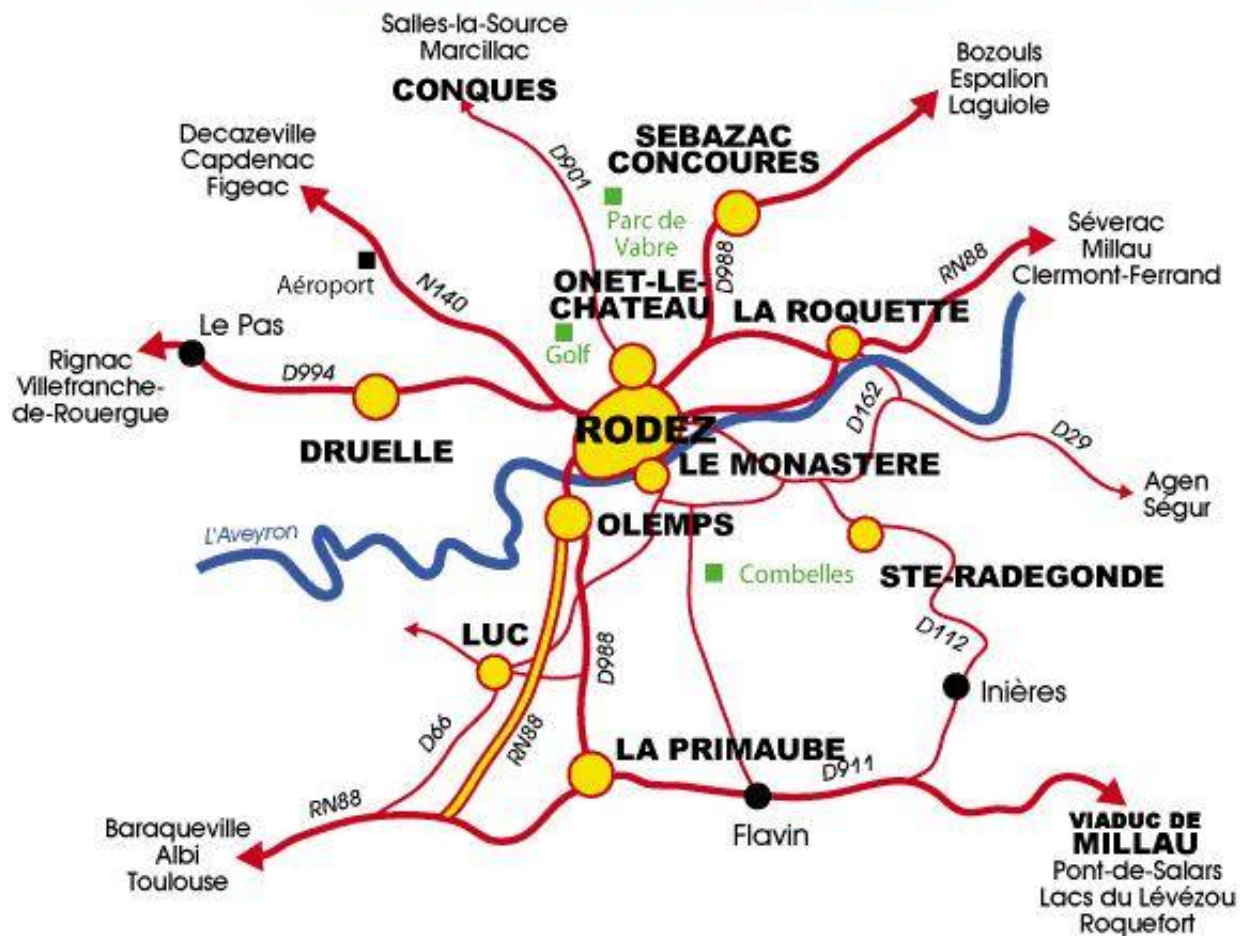 Salles-la-Source
Marcillac
CONQUES
Bozouls
Espalion
Laguiole
Decazeville
Capdenac
Figeac
SEBAZAC
CONCOURES
D901
Parc de
Vabre
D988
Séverac
Millau
Clermont-Ferrand
RN88
Aéroport
N140
ONET-LE-
CHATEAU
LA ROQUETTE
Golf
Le Pas
Rignac
Villefranche-
de-Rouergue
D994
DRUELLE
RODEZ
D162
D29
LE MONASTERE
Agen
Ségur
L'Aveyron
OLEMPS
Combelles
STE-RADEGONDE
LUC
D988
D112
Inières
D66
RN88
LA PRIMAUBE
D911
RN88
Baraqueville
Albi
Toulouse
Flavin
VIADUC DE
MILLAU
Pont-de-Salars
Lacs du Lévézou
Roquefort